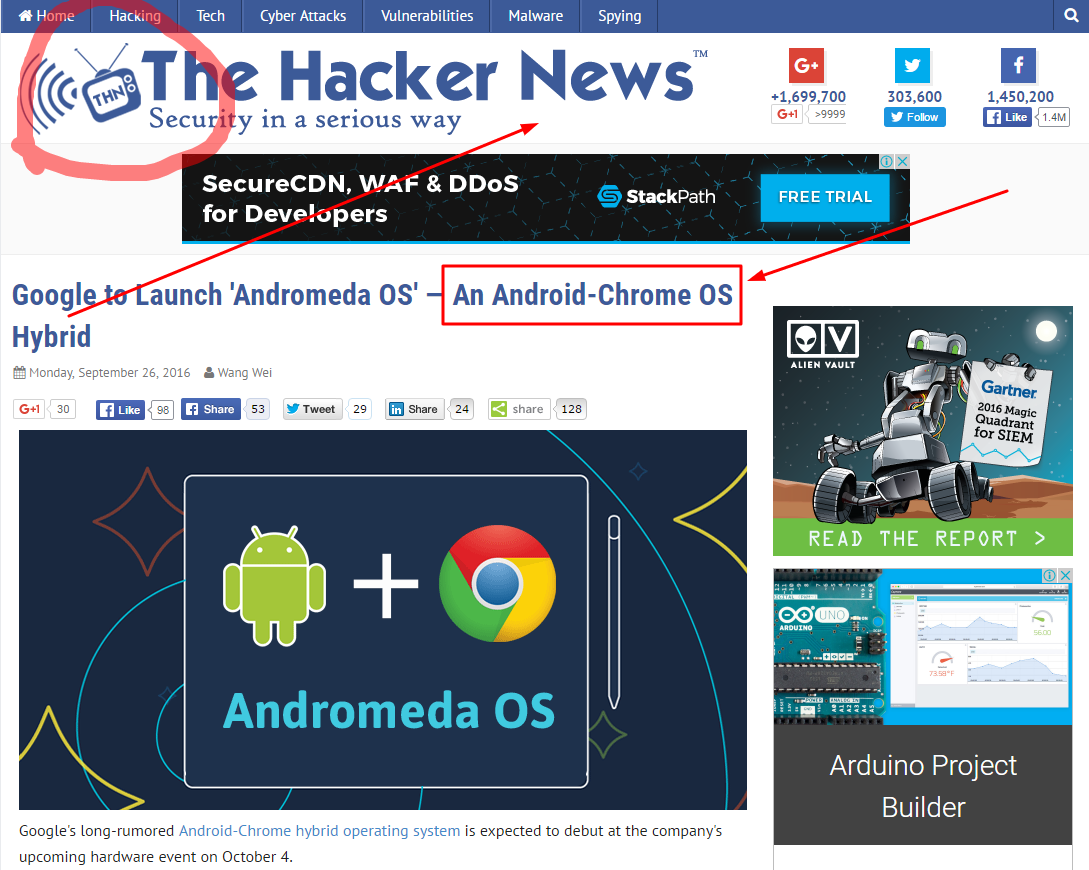 Home Hacking Tech Cyber Attacks Vulnerabilities Malware Spying
THN
The Hacker News™
Security in a serious way
G+
+1,699,700
G+1 >9999
303,600
Follow
f
1,450,200
Like 1.4M
SecureCDN, WAF & DDoS
for Developers
StackPath
FREE TRIAL
Google to Launch 'Andromeda OS' — An Android-Chrome OS
Hybrid
Monday, September 26, 2016 Wang Wei
G+1 30 Like 98 Share 53 Tweet 29 in Share 24 share 128
Andromeda OS
Google's long-rumored Android-Chrome hybrid operating system is expected to debut at the company's
upcoming hardware event on October 4.
ALIEN VAULT
Gartner
2016 Magic
Quadrant
for SIEM
READ THE REPORT >
UNO
ARDUINO
56.00
73.58°F
Arduino Project
Builder